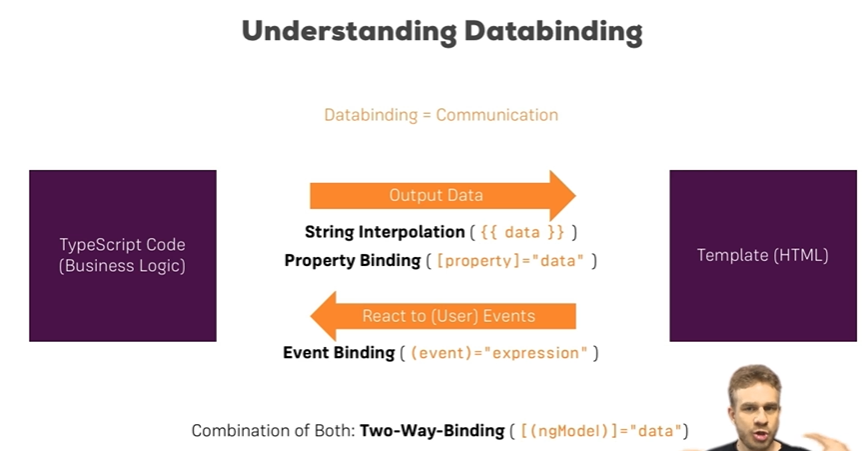 Understanding Databinding
Databinding = Communication
Output Data
TypeScript Code
(Business Logic)
String Interpolation ( {{ data }} )
Property Binding ( [property]="data" )
Template (HTML)
React to (User) Events
Event Binding ( (event)="expression" )
Combination of Both: Two-Way-Binding ( [(ngModel)]="data")